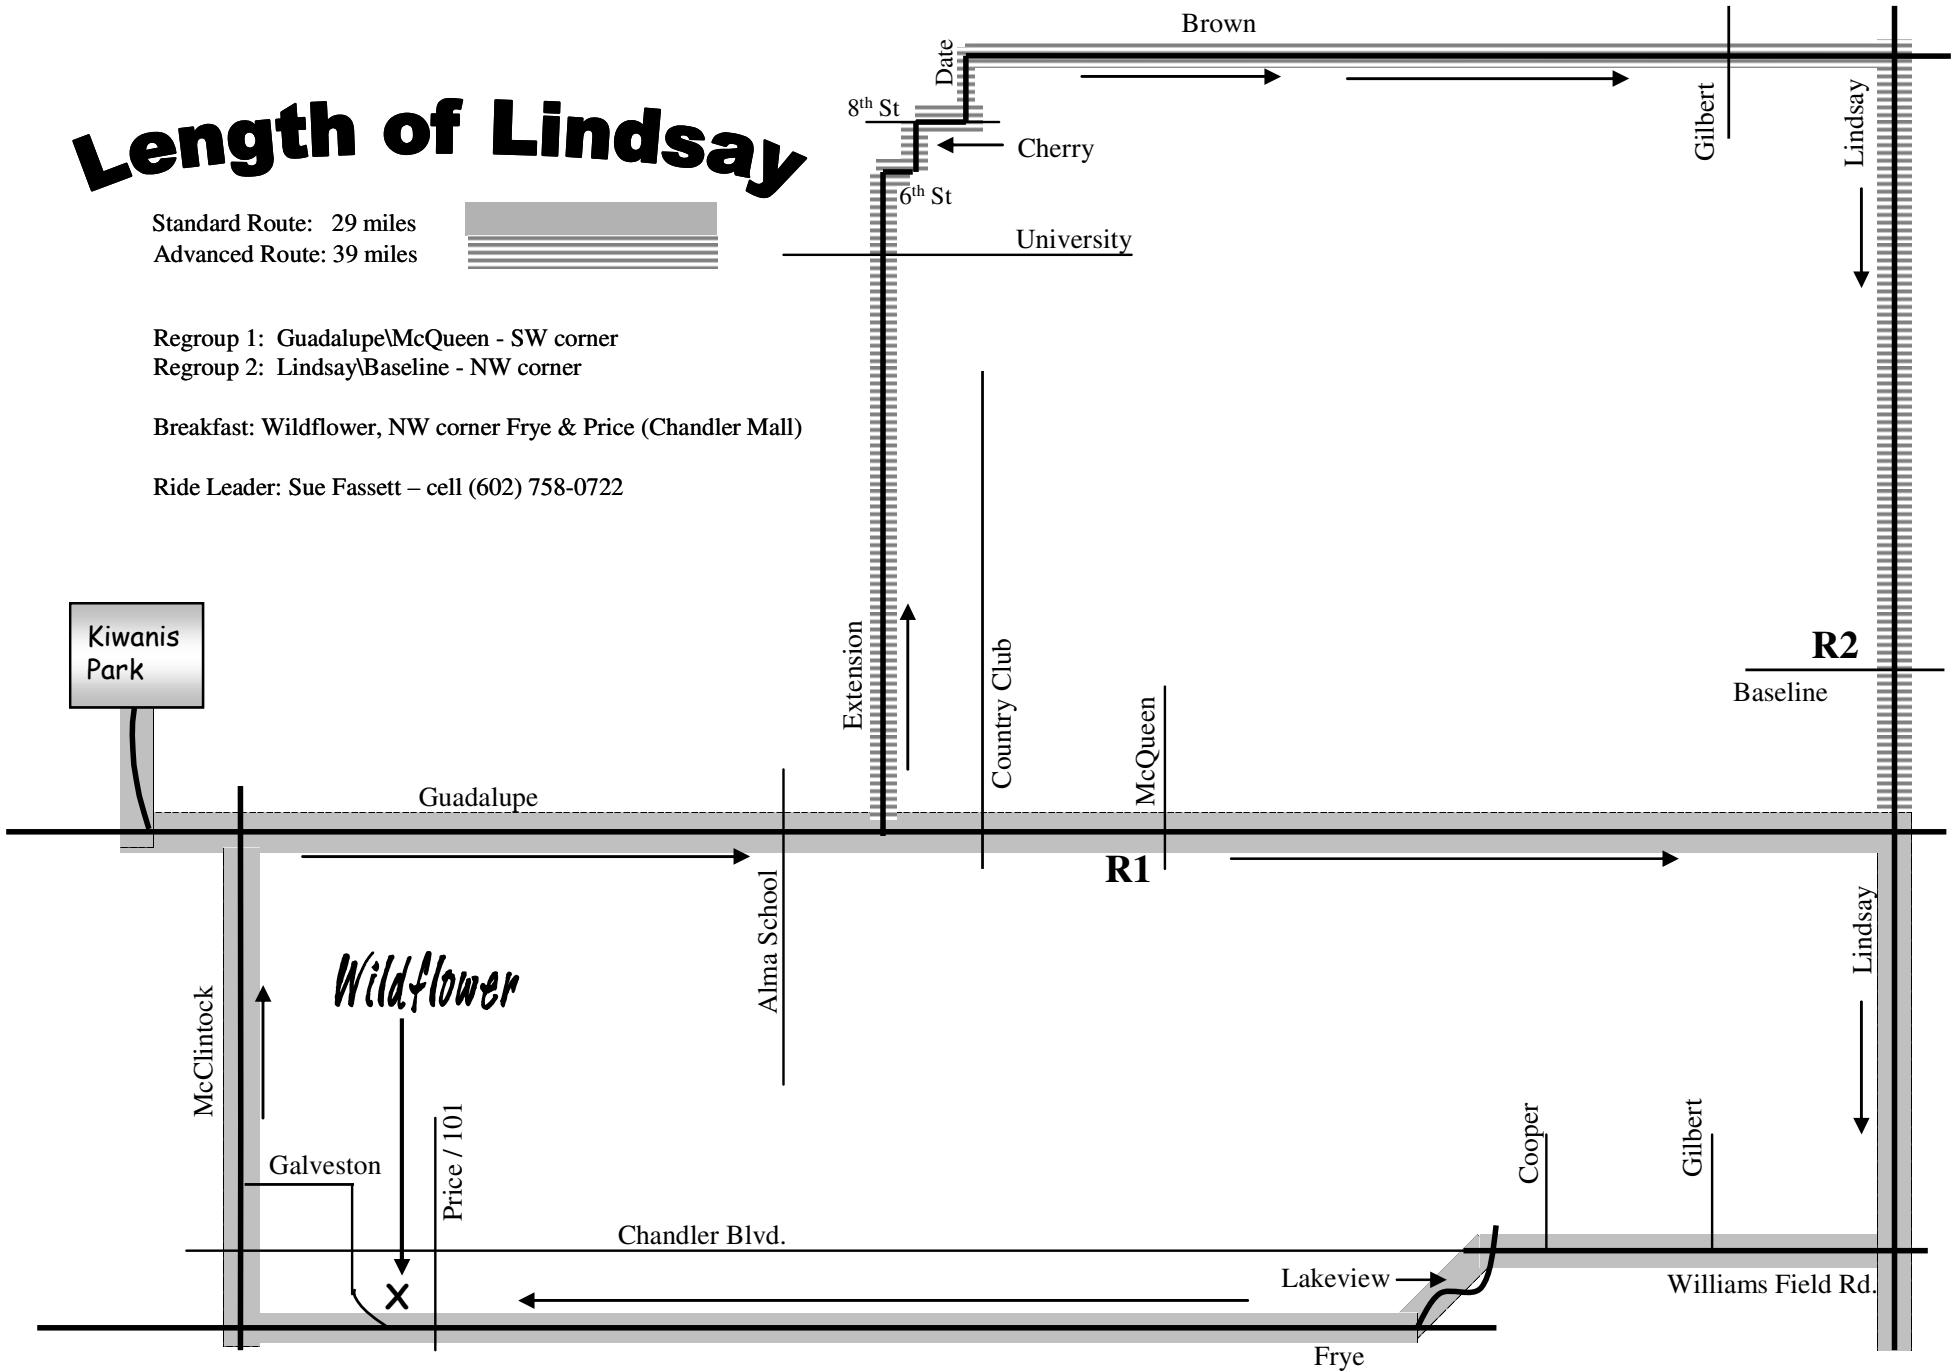 Brown
Date
Length of Lindsay
8th St
Gilbert
Lindsay
Cherry
6th St
Standard Route: 29 miles
Advanced Route: 39 miles
University
Regroup 1: Guadalupe\McQueen - SW corner
Regroup 2: Lindsay\Baseline - NW corner
Breakfast: Wildflower, NW corner Frye & Price (Chandler Mall)
Ride Leader: Sue Fassett – cell (602) 758-0722
Kiwanis
Park
Extension
Country Club
McQueen
R2
Baseline
Guadalupe
R1
Alma School
Lindsay
Wildflower
McClintock
Price / 101
Cooper
Gilbert
Galveston
Chandler Blvd.
X
Lakeview
Williams Field Rd.
Frye